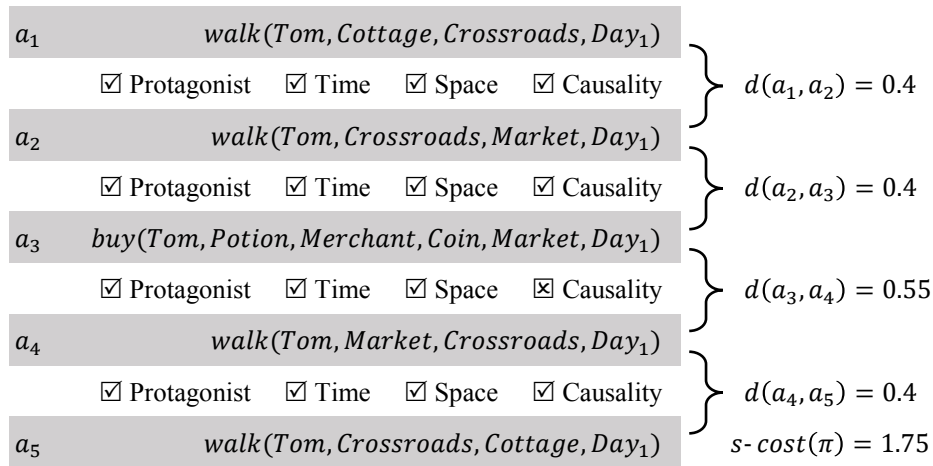 a₁ walk(Tom, Cottage, Crossroads, Day₁)
☑ Protagonist ☑ Time ☑ Space ☑ Causality d(a₁, a₂) = 0.4
a₂ walk(Tom, Crossroads, Market, Day₁)
☑ Protagonist ☑ Time ☑ Space ☑ Causality d(a₂, a₃) = 0.4
a₃ buy(Tom, Potion, Merchant, Coin, Market, Day₁)
☑ Protagonist ☑ Time ☑ Space ☒ Causality d(a₃, a₄) = 0.55
a₄ walk(Tom, Market, Crossroads, Day₁)
☑ Protagonist ☑ Time ☑ Space ☑ Causality d(a₄, a₅) = 0.4
a₅ walk(Tom, Crossroads, Cottage, Day₁) s-cost(π) = 1.75